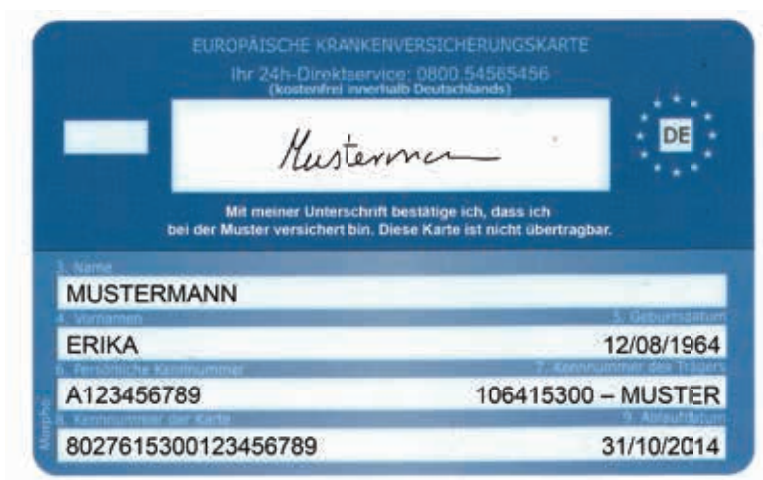 EUROPÄISCHE KRANKENVERSICHERUNGSKARTE
Ihr 24h-Direktservice: 0800 54565456
(kostenfrei innerhalb Deutschlands)
DE
Mustermann
Mit meiner Unterschrift bestätige ich, dass ich
bei der Muster versichert bin. Diese Karte ist nicht übertragbar.
3. Name
MUSTERMANN
4. Vornamen 5. Geburtsdatum
ERIKA 12/08/1964
6. Persönliche Kennnummer 7. Kennnummer des Trägers
A123456789 106415300 – MUSTER
8. Kennnummer der Karte 9. Ablaufdatum
8027615300123456789 31/10/2014
Morpho